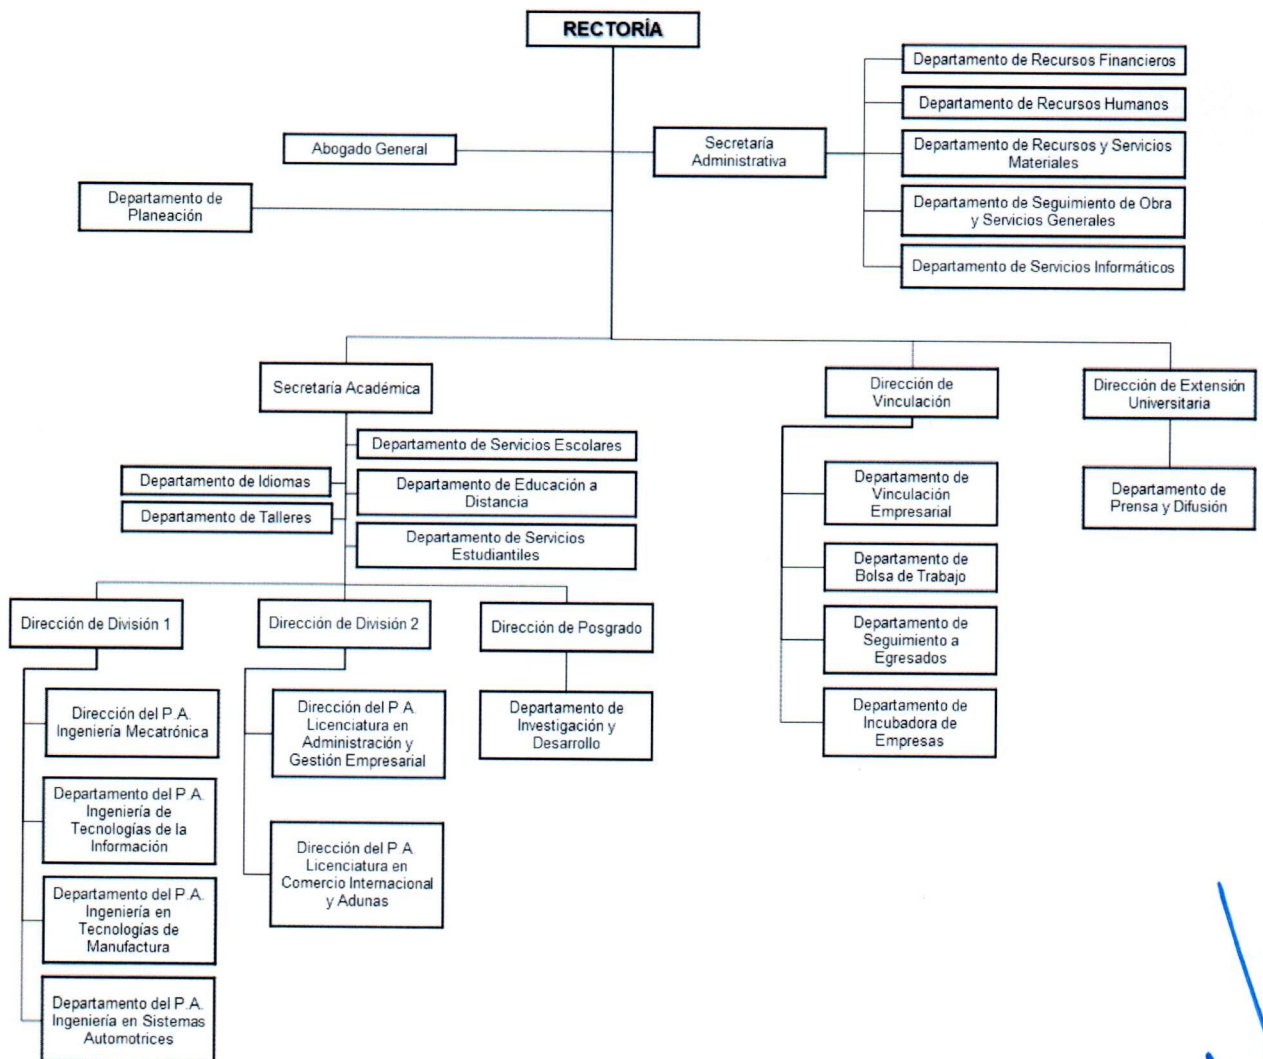 RECTORÍA
Departamento de Recursos Financieros
Departamento de Recursos Humanos
Abogado General
Secretaría
Administrativa
Departamento de Recursos y Servicios
Materiales
Departamento de
Planeación
Departamento de Seguimiento de Obra
y Servicios Generales
Departamento de Servicios Informáticos
Secretaría Académica
Dirección de
Vinculación
Dirección de Extensión
Universitaria
Departamento de Servicios Escolares
Departamento de Idiomas
Departamento de Educación a
Distancia
Departamento de Talleres
Departamento de Servicios
Estudiantiles
Departamento de
Vinculación
Empresarial
Departamento de
Prensa y Difusión
Departamento de
Bolsa de Trabajo
Departamento de
Seguimiento a
Egresados
Departamento de
Incubadora de
Empresas
Dirección de División 1
Dirección de División 2
Dirección de Posgrado
Dirección del P.A.
Ingeniería Mecatrónica
Departamento del P.A.
Ingeniería de
Tecnologías de la
Información
Departamento del P.A.
Ingeniería en
Tecnologías de
Manufactura
Departamento del P.A.
Ingeniería en Sistemas
Automotrices
Dirección del P.A.
Licenciatura en
Administración y
Gestión Empresarial
Dirección del P.A.
Licenciatura en
Comercio Internacional
y Adunas
Departamento de
Investigación y
Desarrollo